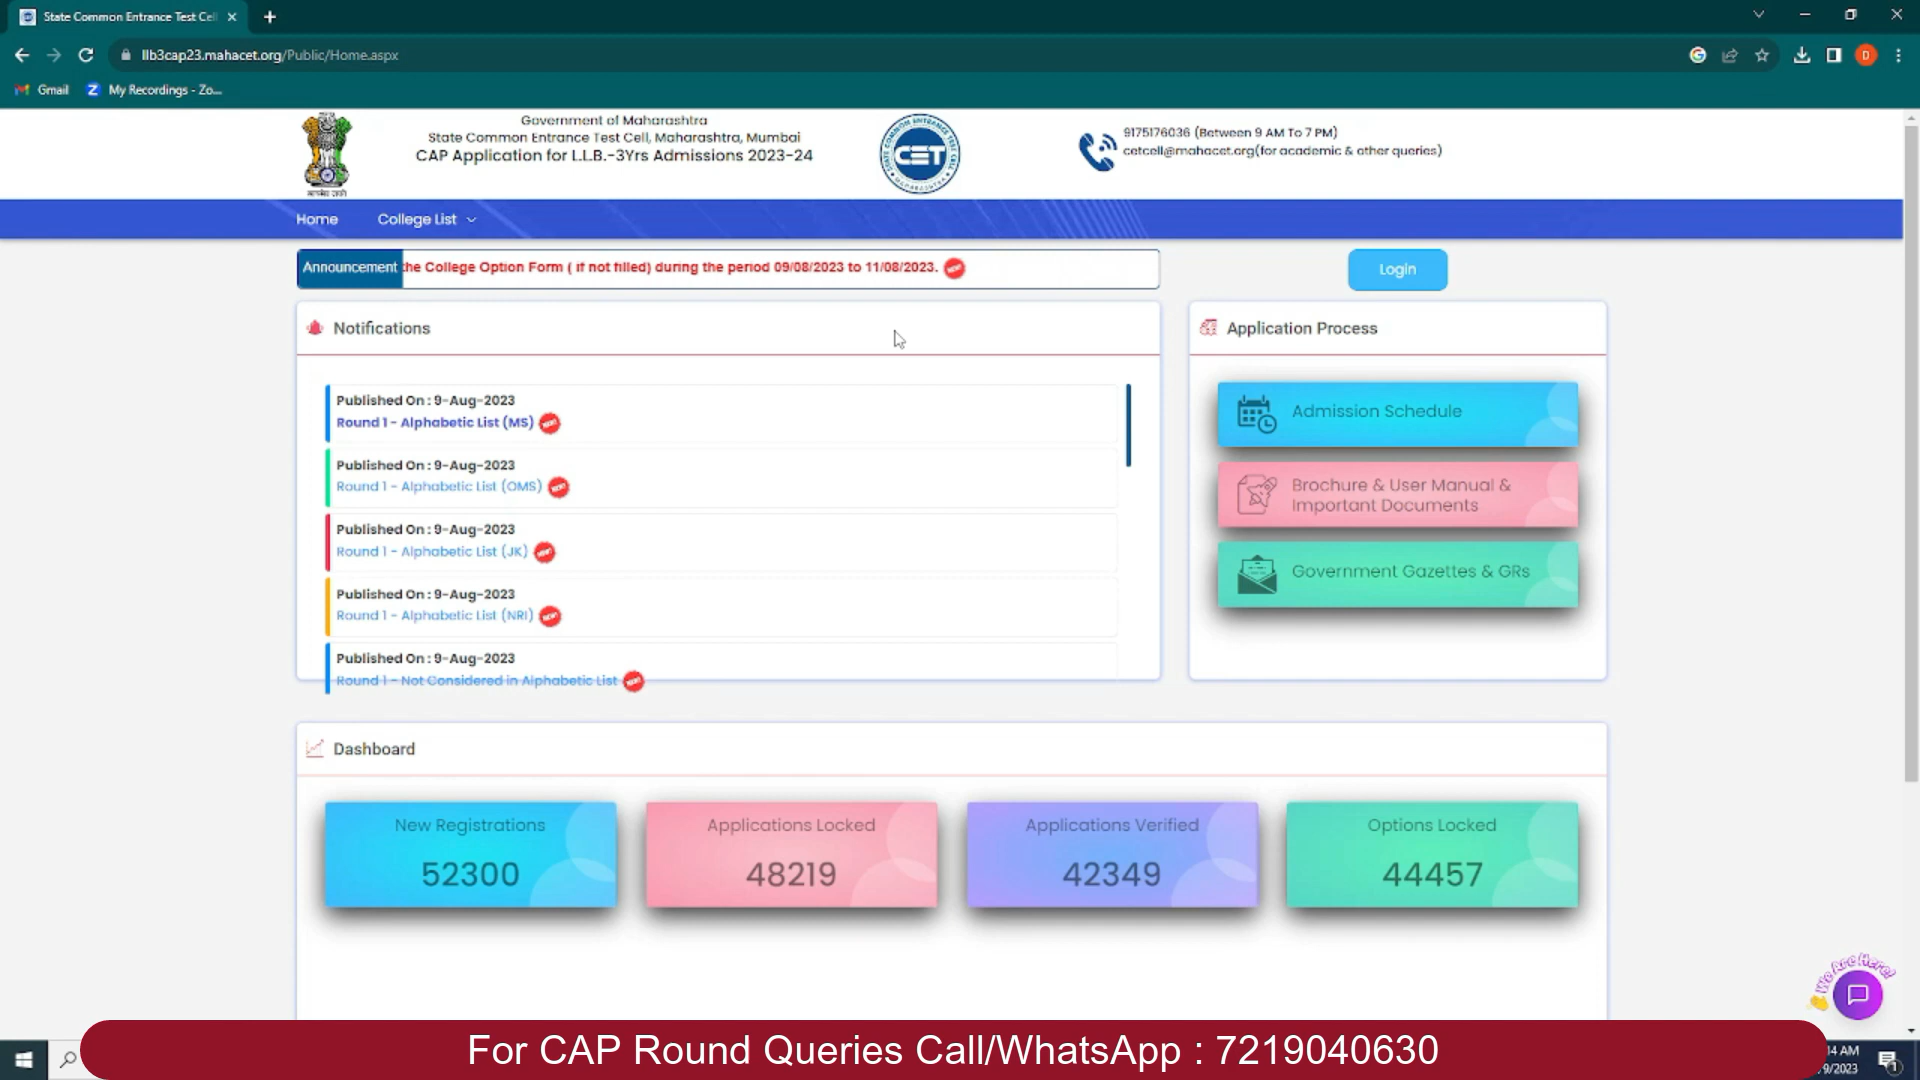 State Common Entrance Test Cell
llb3cap23.mahacet.org/Public/Home.aspx
D
Gmail
My Recordings - Zo...
Government of Maharashtra
State Common Entrance Test Cell, Maharashtra, Mumbai
CAP Application for L.L.B.-3Yrs Admissions 2023-24
CET
9175176036 (Between 9 AM To 7 PM)
cetcell@mahacet.org(for academic & other queries)
Home
College List
Announcement
he College Option Form ( if not filled) during the period 09/08/2023 to 11/08/2023.
Login
Notifications
Published On : 9-Aug-2023
Round 1 - Alphabetic List (MS)
Published On : 9-Aug-2023
Round 1 - Alphabetic List (OMS)
Published On : 9-Aug-2023
Round 1 - Alphabetic List (JK)
Published On : 9-Aug-2023
Round 1 - Alphabetic List (NRI)
Published On : 9-Aug-2023
Round 1 - Not Considered in Alphabetic List
Application Process
Admission Schedule
Brochure & User Manual &
Important Documents
Government Gazettes & GRs
Dashboard
New Registrations
52300
Applications Locked
48219
Applications Verified
42349
Options Locked
44457
We Are Here!
For CAP Round Queries Call/WhatsApp : 7219040630
14 AM
/9/2023